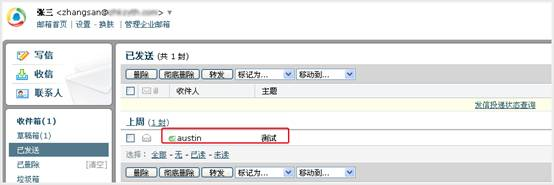 张三 <zhangsan@
邮箱首页 | 设置 - 换肤 | 管理企业邮箱
写信
收信
联系人
收件箱(1)
草稿箱(1)
已发送
已删除 [清空]
垃圾箱
已发送 (共 1 封)
删除 彻底删除 转发 标记为... 移动到...
收件人 主题
发信投递状态查询
上周 (1 封)
austin 测试
选择: 全部 - 无 - 已读 - 未读
删除 彻底删除 转发 标记为... 移动到...